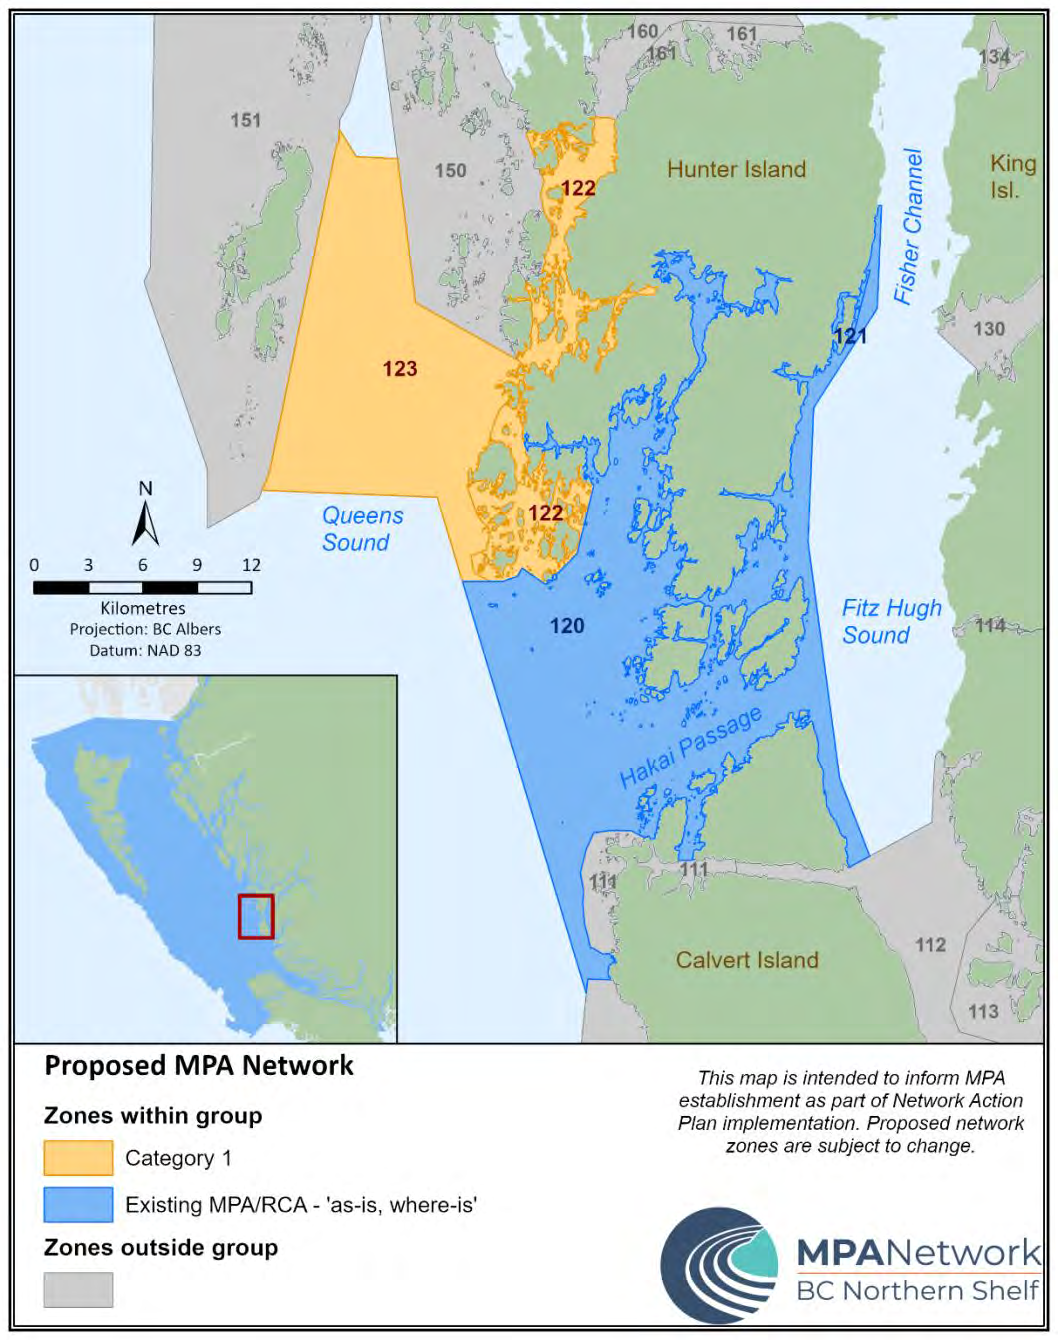 160
161
161
134
151
150
122
Hunter Island
King
Isl.
Fisher Channel
130
121
123
N
Queens
Sound
122
0 3 6 9 12
Kilometres
Projection: BC Albers
Datum: NAD 83
120
Fitz Hugh
Sound
114
Hakai Passage
111
111
112
Calvert Island
113
Proposed MPA Network
Zones within group
Category 1
Existing MPA/RCA - 'as-is, where-is'
Zones outside group
This map is intended to inform MPA
establishment as part of Network Action
Plan implementation. Proposed network
zones are subject to change.
MPANetwork
BC Northern Shelf